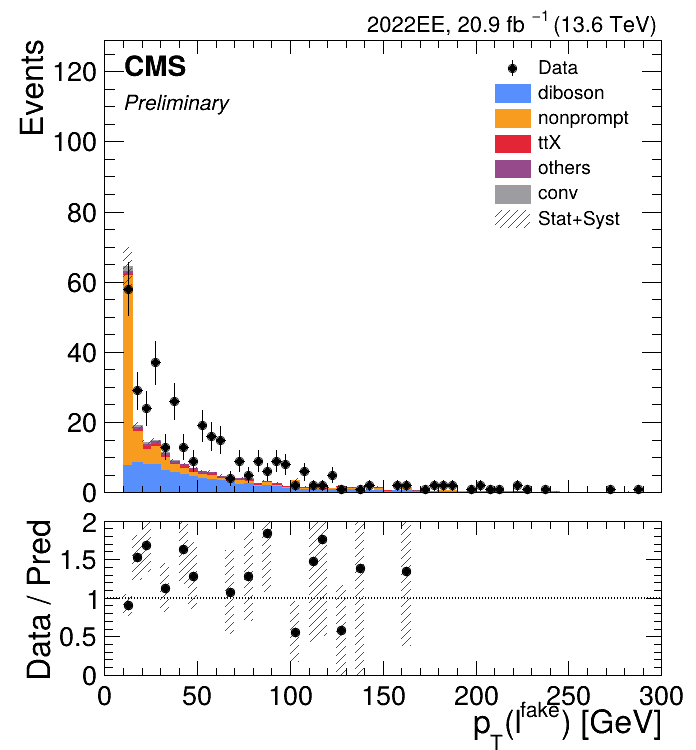 2022EE, 20.9 fb⁻¹ (13.6 TeV)
CMS
Preliminary
Events
120
100
80
60
40
20
0
Data
diboson
nonprompt
ttX
others
conv
Stat+Syst
Data / Pred
2
1.5
1
0.5
0
0 50 100 150 200 250 300
p_T(l^fake) [GeV]